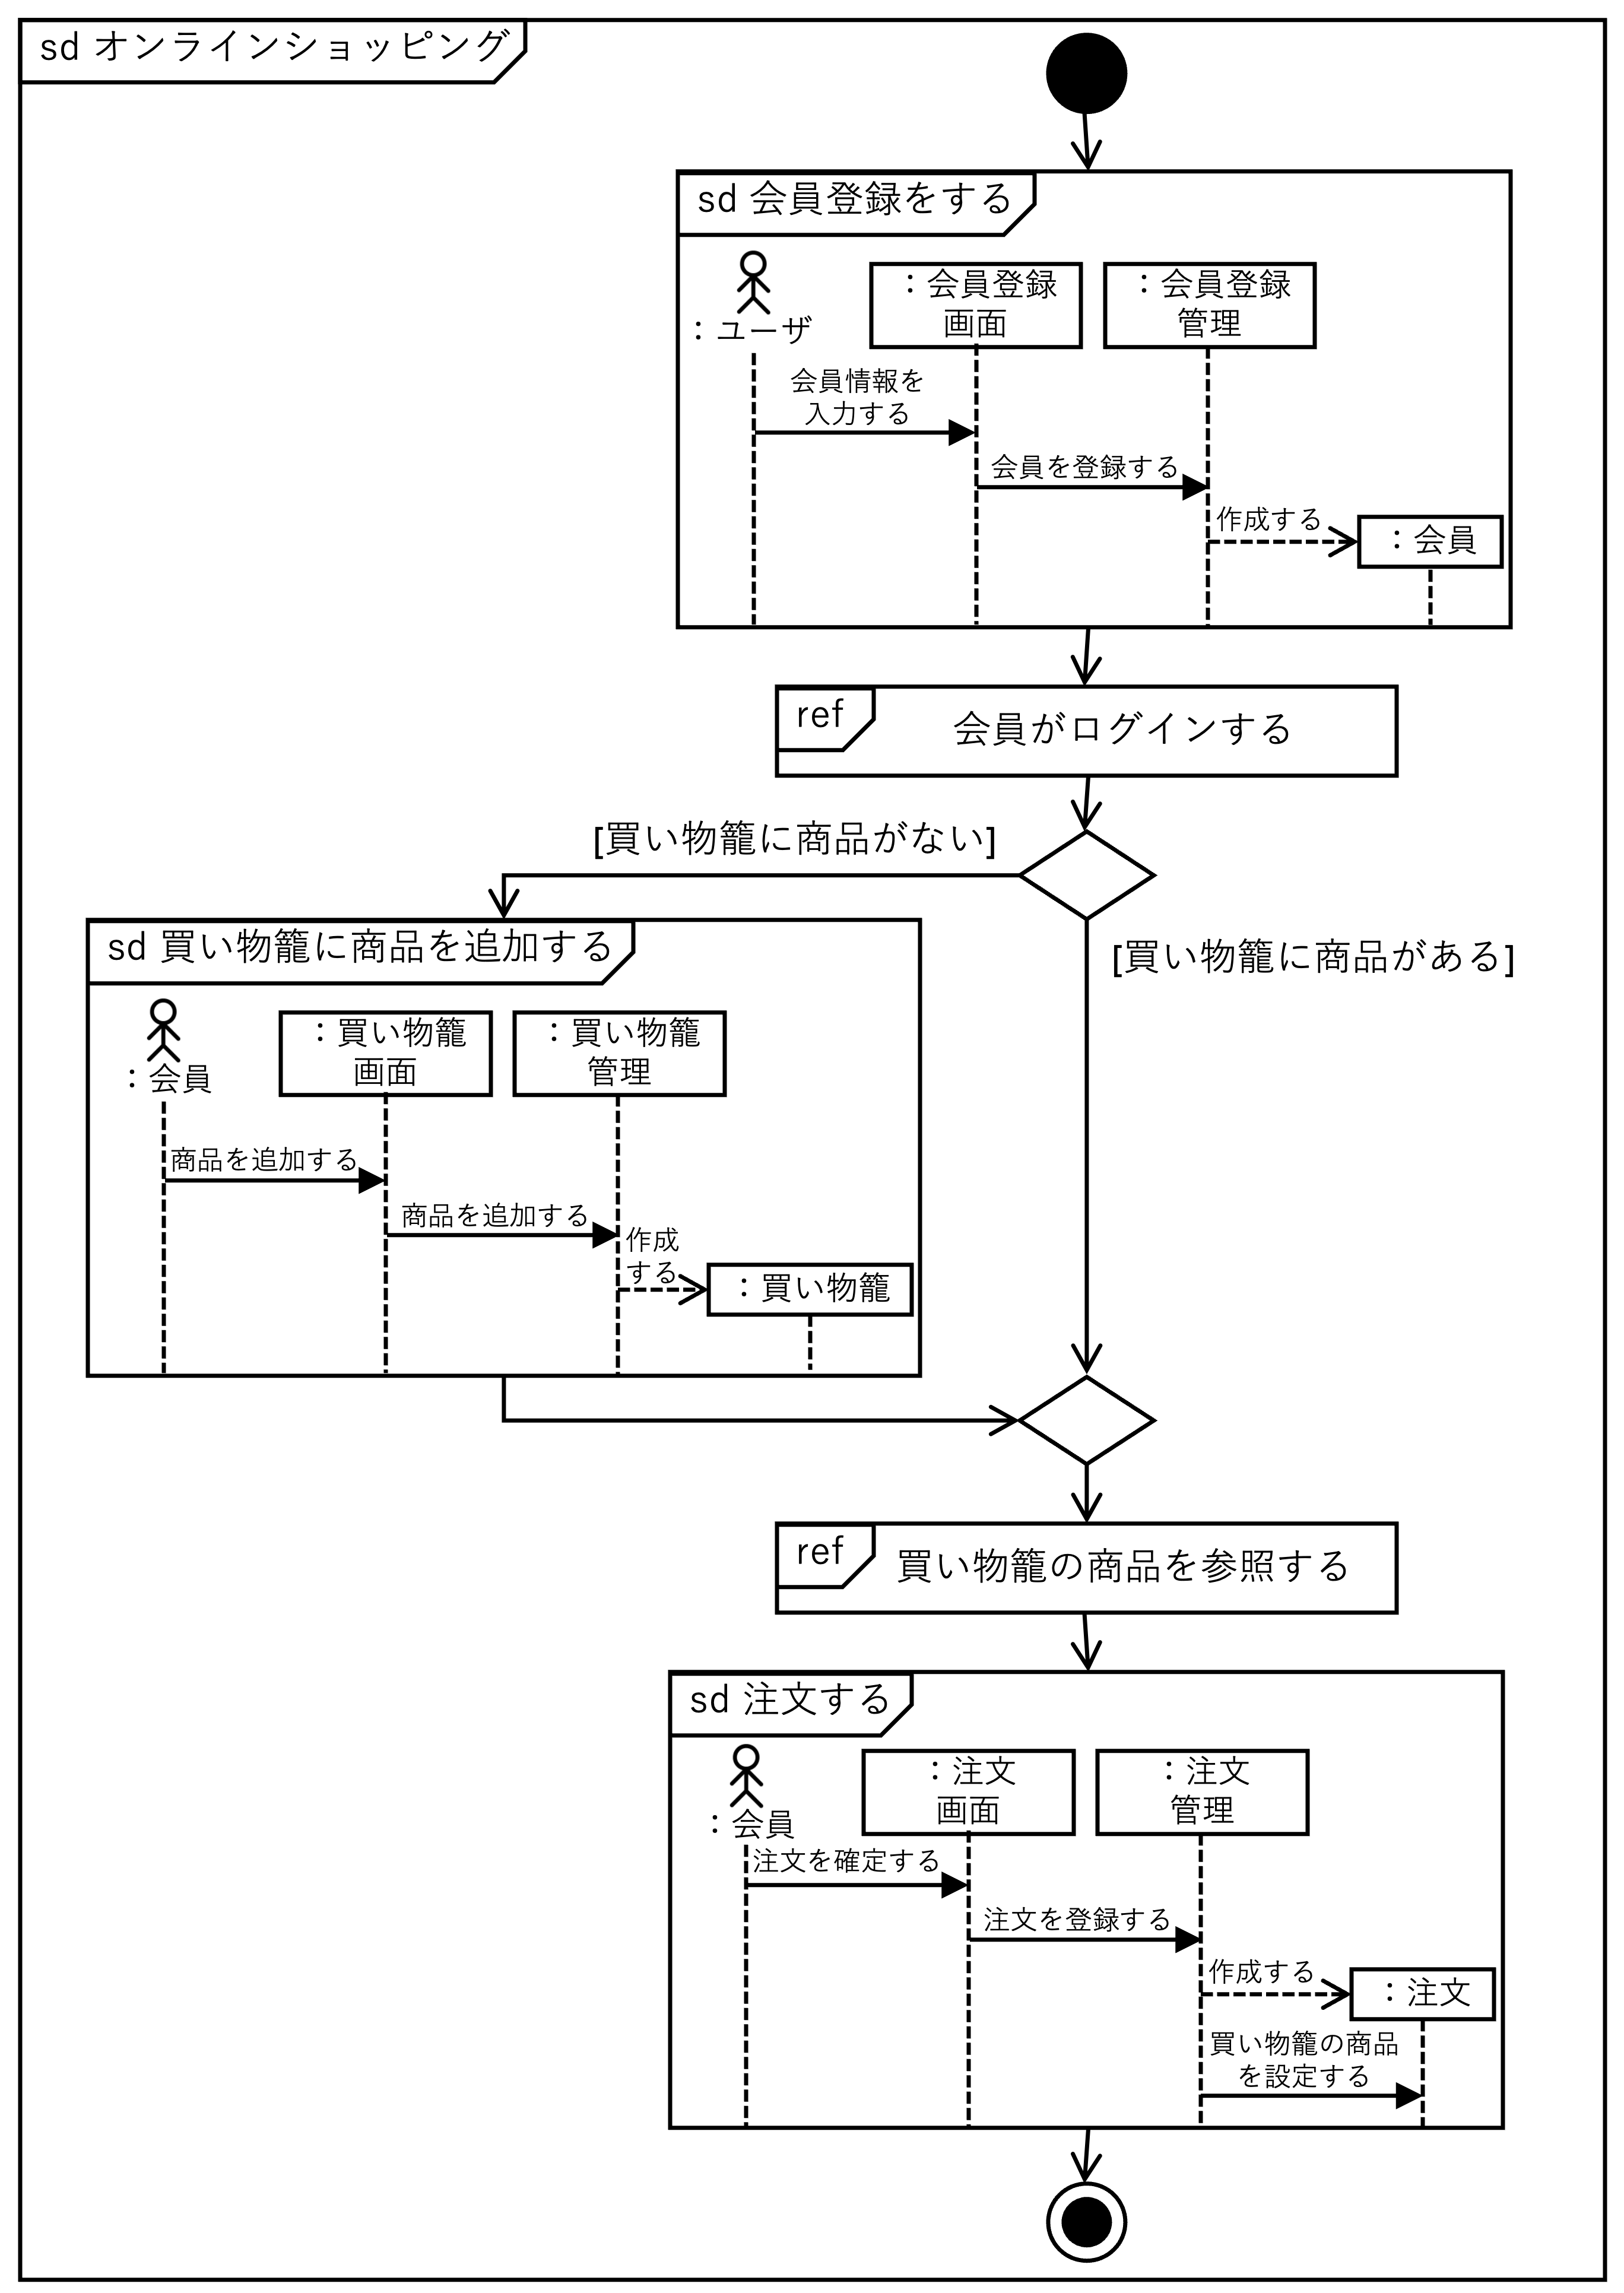 sd オンラインショッピング
sd 会員登録をする
：ユーザ
：会員登録
画面
：会員登録
管理
会員情報を
入力する
会員を登録する
作成する
：会員
ref
会員がログインする
[買い物籠に商品がない]
[買い物籠に商品がある]
sd 買い物籠に商品を追加する
：会員
：買い物籠
画面
：買い物籠
管理
商品を追加する
商品を追加する
作成
する
：買い物籠
ref
買い物籠の商品を参照する
sd 注文する
：会員
：注文
画面
：注文
管理
注文を確定する
注文を登録する
作成する
：注文
買い物籠の商品
を設定する